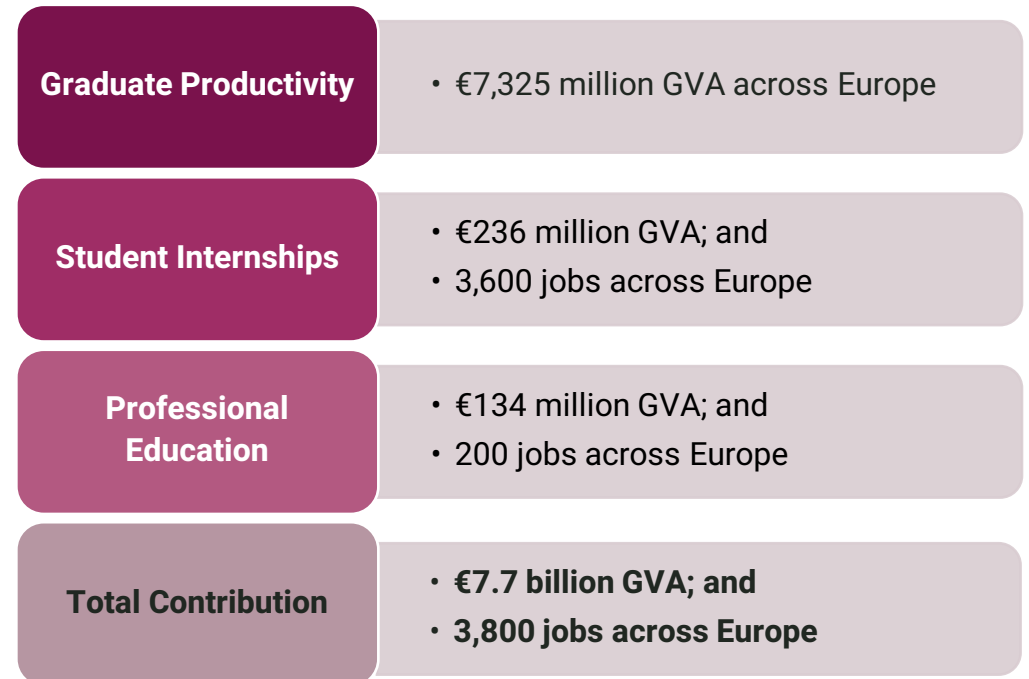 Graduate Productivity
• €7,325 million GVA across Europe
Student Internships
• €236 million GVA; and
• 3,600 jobs across Europe
Professional
Education
• €134 million GVA; and
• 200 jobs across Europe
Total Contribution
• €7.7 billion GVA; and
• 3,800 jobs across Europe